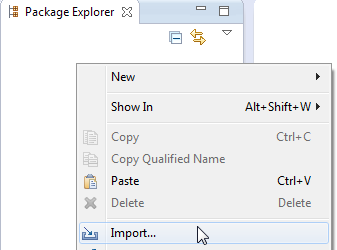 Package Explorer
New
Show In Alt+Shift+W
Copy Ctrl+C
Copy Qualified Name
Paste Ctrl+V
Delete Delete
Import...